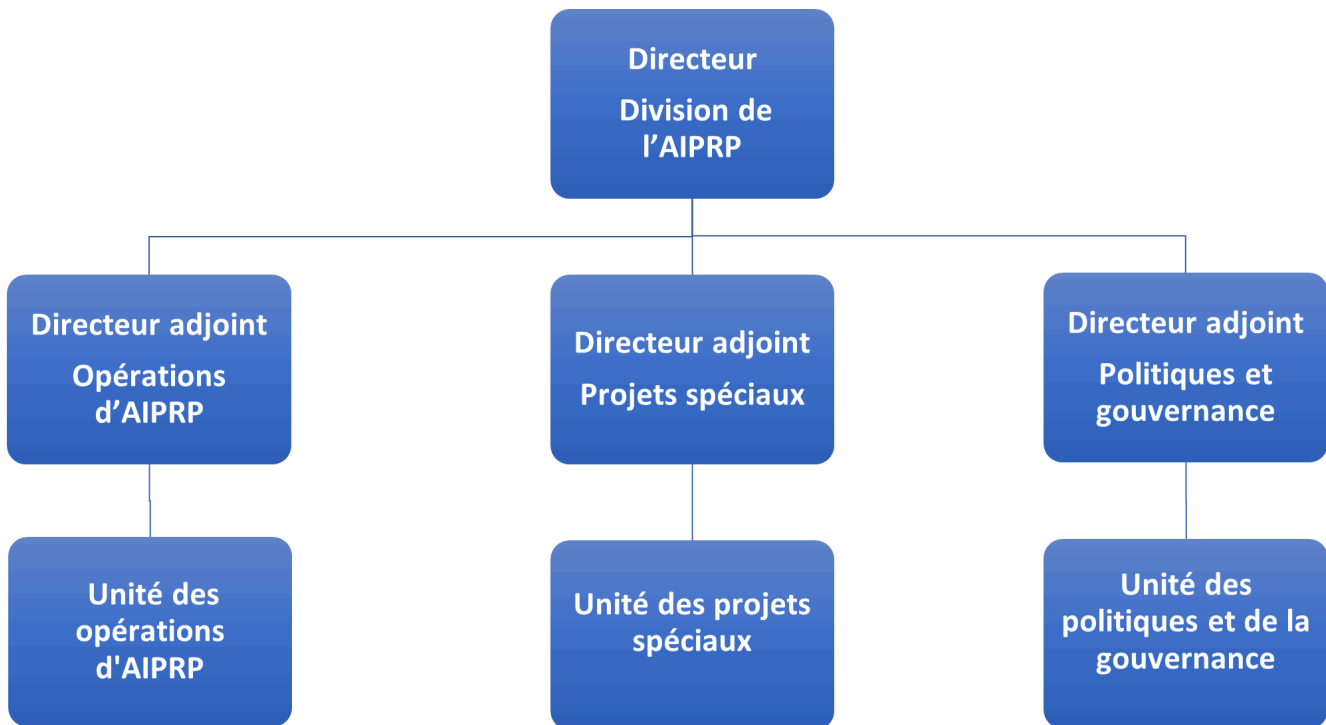 Directeur
Division de
l’AIPRP
Directeur adjoint
Opérations
d’AIPRP
Directeur adjoint
Projets spéciaux
Directeur adjoint
Politiques et
gouvernance
Unité des
opérations
d'AIPRP
Unité des projets
spéciaux
Unité des
politiques et de la
gouvernance